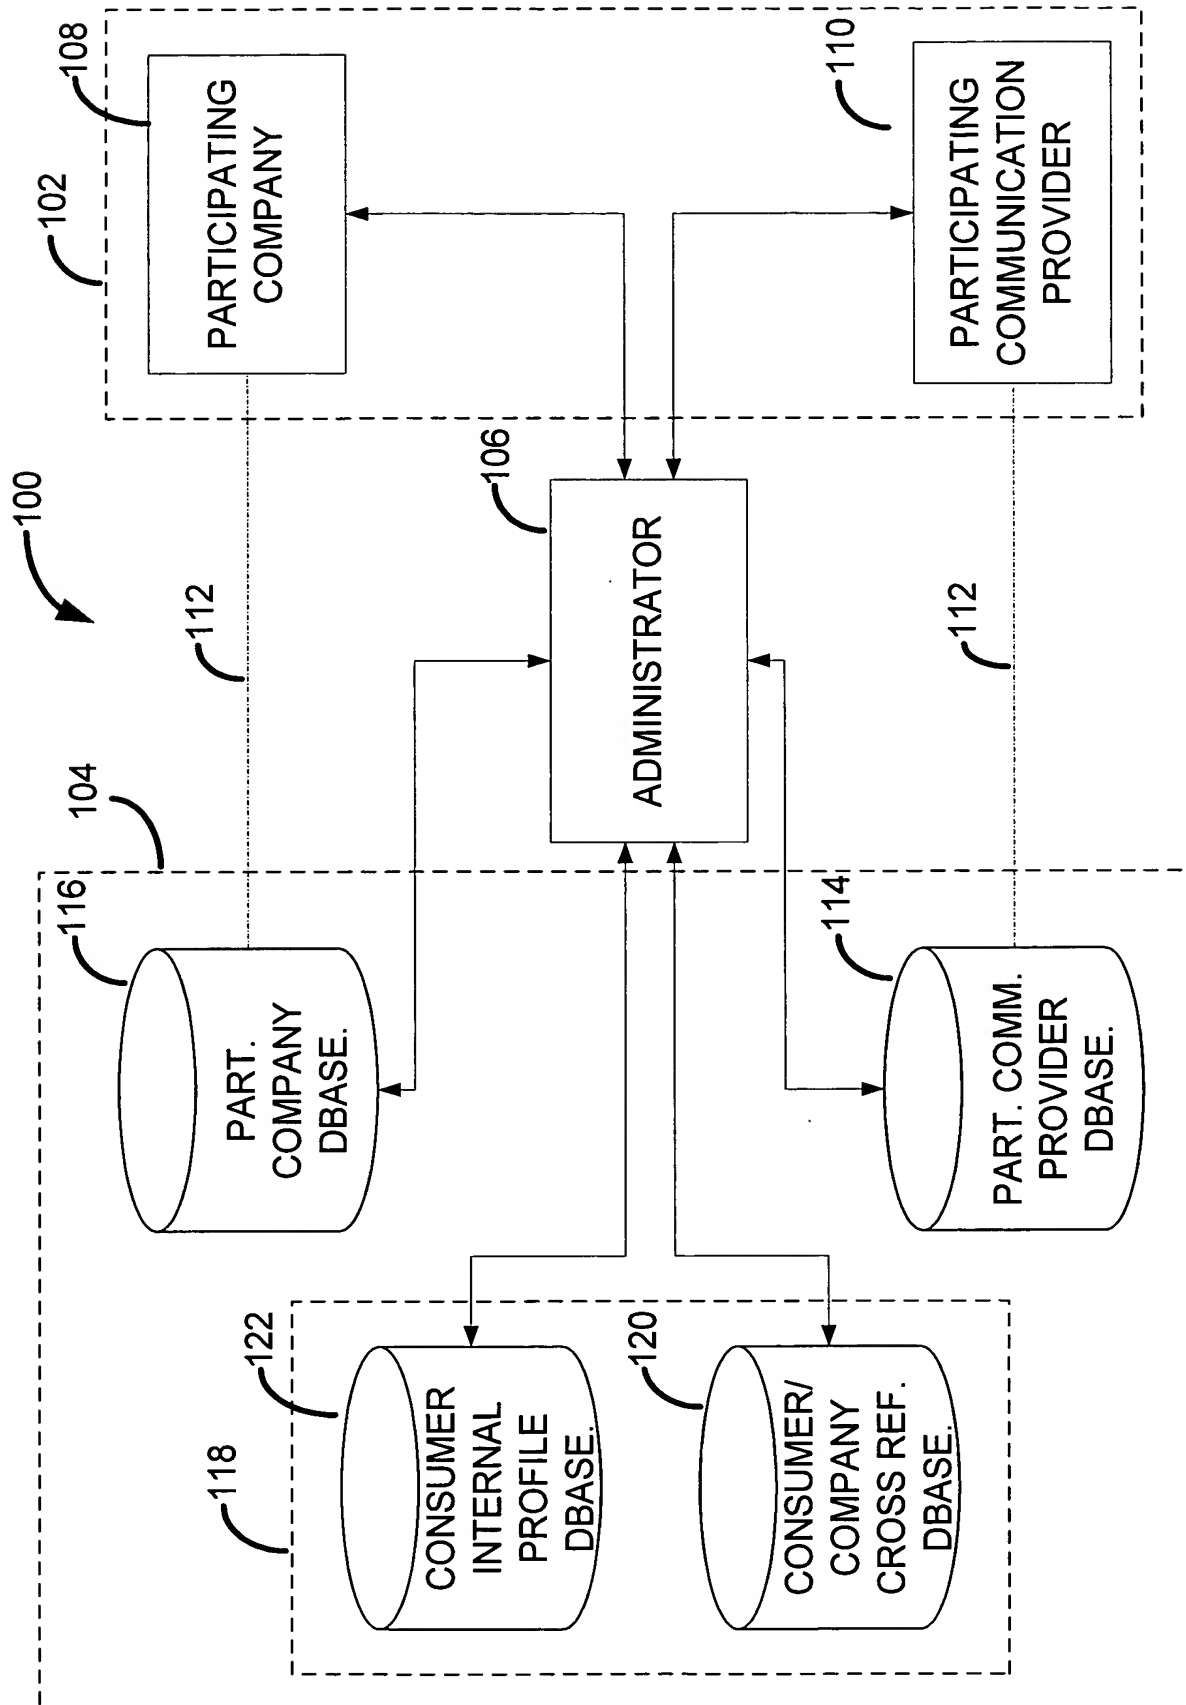 100
102
108
PARTICIPATING
COMPANY
110
PARTICIPATING
COMMUNICATION
PROVIDER
112
112
106
ADMINISTRATOR
104
116
PART.
COMPANY
DBASE.
114
PART. COMM.
PROVIDER
DBASE.
118
122
CONSUMER
INTERNAL
PROFILE
DBASE.
120
CONSUMER/
COMPANY
CROSS REF.
DBASE.